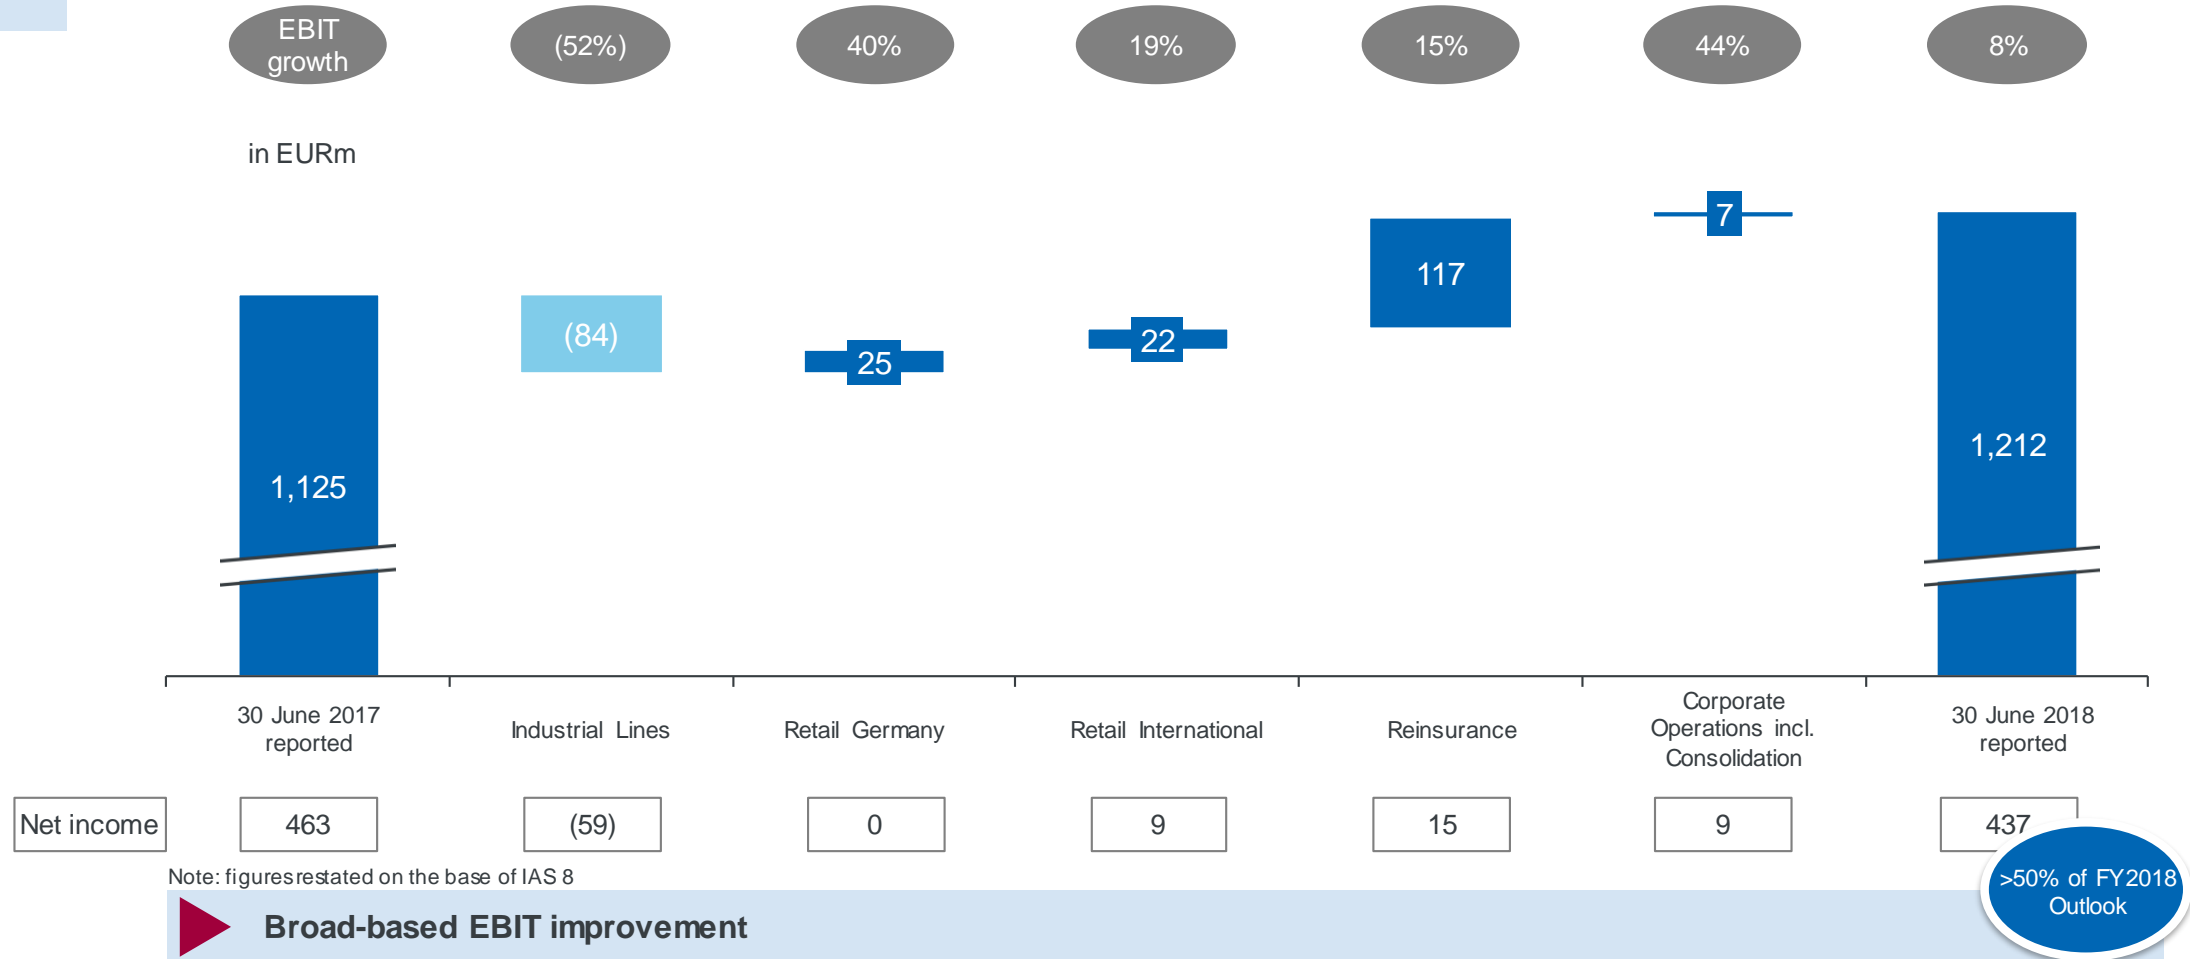 EBIT
growth
(52%)
40%
19%
15%
44%
8%
in EURm
1,125
(84)
25
22
117
7
1,212
30 June 2017
reported
Industrial Lines
Retail Germany
Retail International
Reinsurance
Corporate
Operations incl.
Consolidation
30 June 2018
reported
Net income
463
(59)
0
9
15
9
437
Note: figures restated on the base of IAS 8
>50% of FY2018
Outlook
Broad-based EBIT improvement